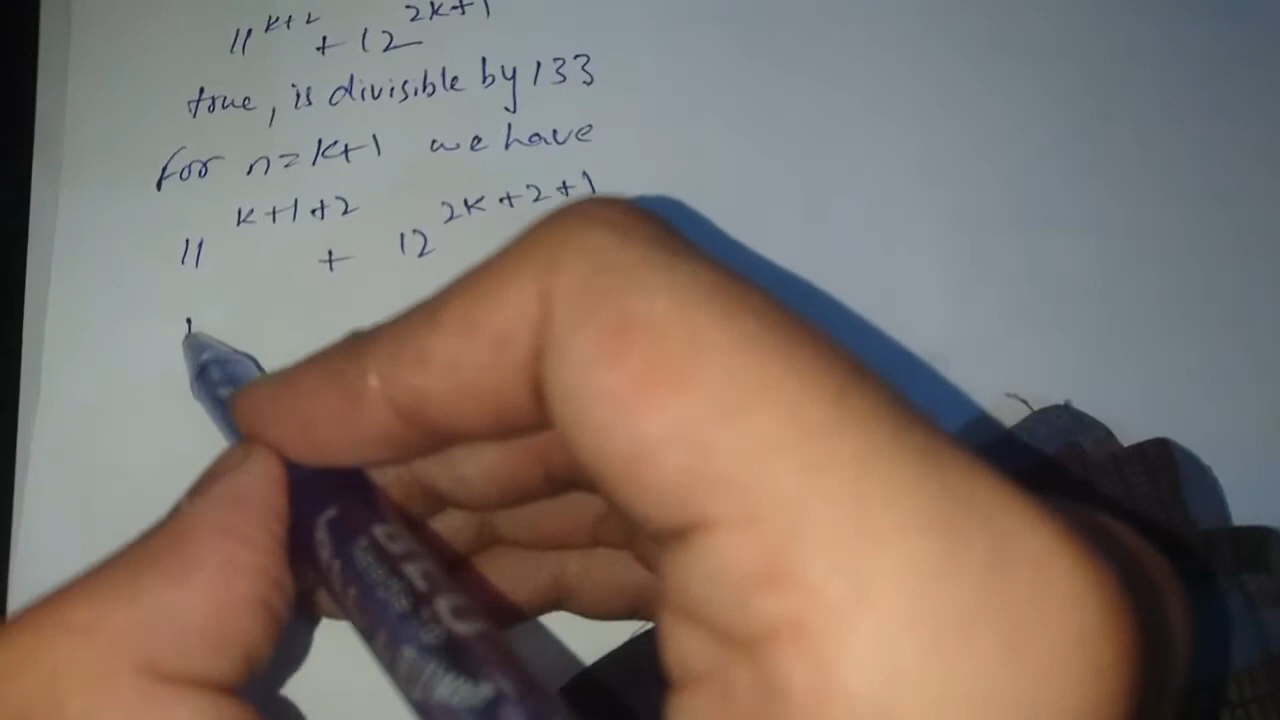 11^{k+2} + 12^{2k+1}
true, is divisible by 133
for n=k+1 we have
11^{k+1+2} + 12^{2k+2+1}